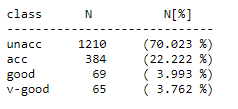 class N N[%]
-----------------------------
unacc 1210 (70.023 %)
acc 384 (22.222 %)
good 69 ( 3.993 %)
v-good 65 ( 3.762 %)